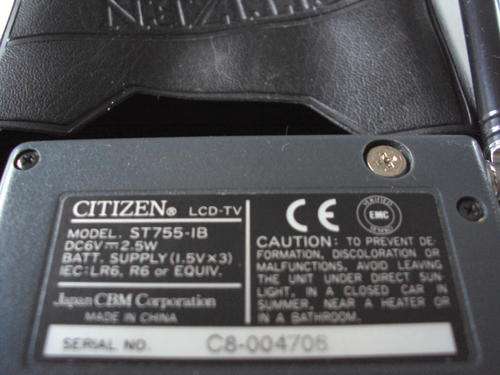 CITIZEN® LCD-TV
MODEL. ST755-IB
DC6V⎓2.5W
BATT. SUPPLY (1.5V×3)
IEC: LR6, R6 or EQUIV.
Japan CBM Corporation
MADE IN CHINA
CE
VERIFIED
EMC
CAUTION: TO PREVENT DE-
FORMATION, DISCOLORATION OR
MALFUNCTIONS, AVOID LEAVING
THE UNIT UNDER DIRECT SUN-
LIGHT, IN A CLOSED CAR IN
SUMMER, NEAR A HEATER OR
IN A BATHROOM.
SERIAL NO. C8-004706